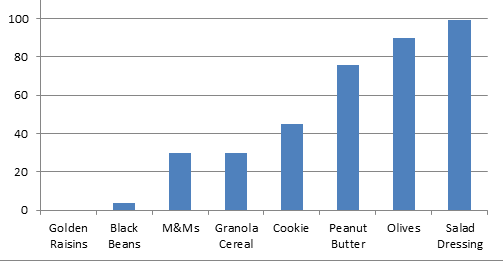 100
80
60
40
20
0
Golden Raisins
Black Beans
M&Ms
Granola Cereal
Cookie
Peanut Butter
Olives
Salad Dressing